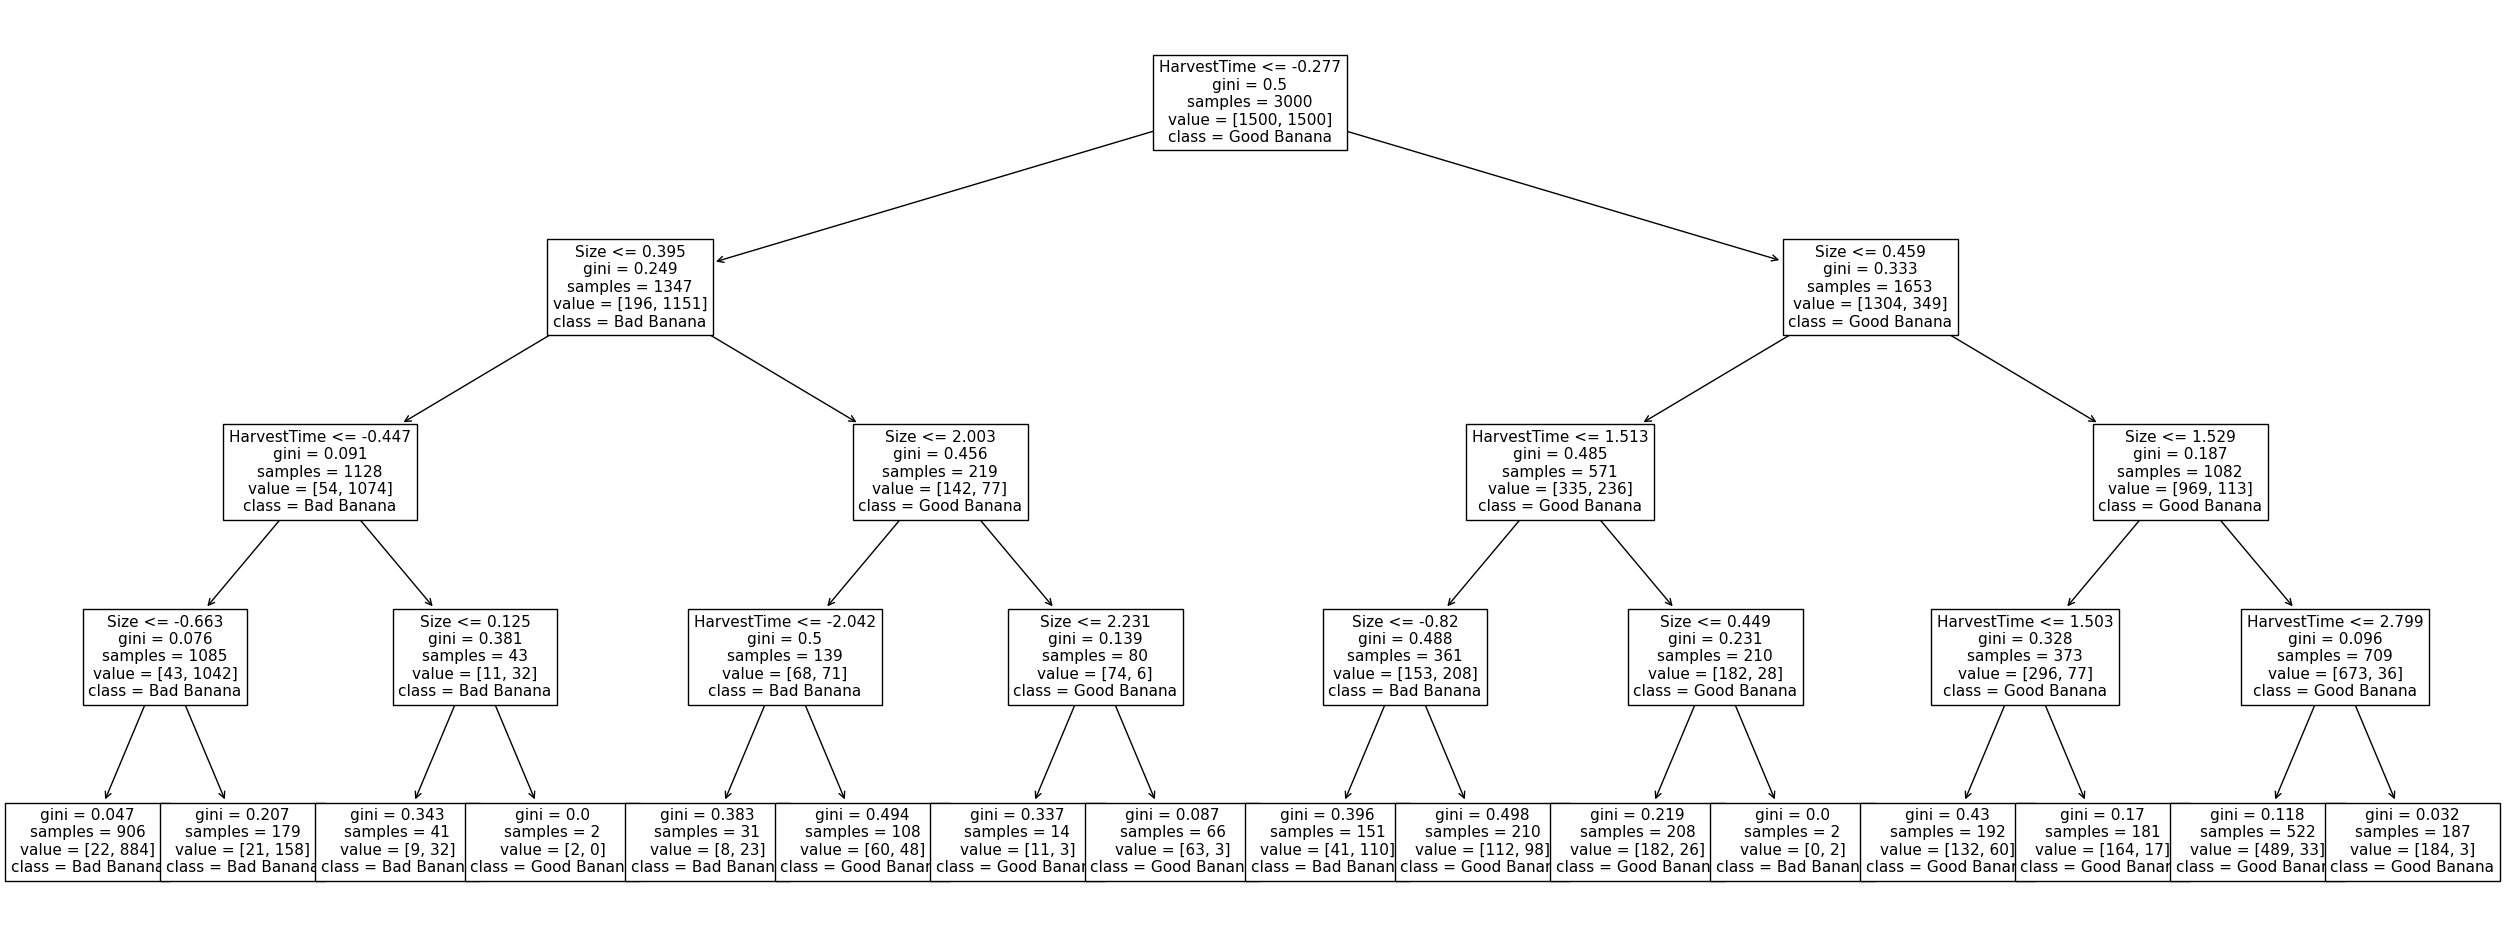 HarvestTime <= -0.277
gini = 0.5
samples = 3000
value = [1500, 1500]
class = Good Banana
Size <= 0.395
gini = 0.249
samples = 1347
value = [196, 1151]
class = Bad Banana
Size <= 0.459
gini = 0.333
samples = 1653
value = [1304, 349]
class = Good Banana
HarvestTime <= -0.447
gini = 0.091
samples = 1128
value = [54, 1074]
class = Bad Banana
Size <= 2.003
gini = 0.456
samples = 219
value = [142, 77]
class = Good Banana
HarvestTime <= 1.513
gini = 0.485
samples = 571
value = [335, 236]
class = Good Banana
Size <= 1.529
gini = 0.187
samples = 1082
value = [969, 113]
class = Good Banana
Size <= -0.663
gini = 0.076
samples = 1085
value = [43, 1042]
class = Bad Banana
Size <= 0.125
gini = 0.381
samples = 43
value = [11, 32]
class = Bad Banana
HarvestTime <= -2.042
gini = 0.5
samples = 139
value = [68, 71]
class = Bad Banana
Size <= 2.231
gini = 0.139
samples = 80
value = [74, 6]
class = Good Banana
Size <= -0.82
gini = 0.488
samples = 361
value = [153, 208]
class = Bad Banana
Size <= 0.449
gini = 0.231
samples = 210
value = [182, 28]
class = Good Banana
HarvestTime <= 1.503
gini = 0.328
samples = 373
value = [296, 77]
class = Good Banana
HarvestTime <= 2.799
gini = 0.096
samples = 709
value = [673, 36]
class = Good Banana
gini = 0.047
samples = 906
value = [22, 884]
class = Bad Banana
gini = 0.207
samples = 179
value = [21, 158]
class = Bad Banana
gini = 0.343
samples = 41
value = [9, 32]
class = Bad Banan
gini = 0.0
samples = 2
value = [2, 0]
class = Good Banan
gini = 0.383
samples = 31
value = [8, 23]
class = Bad Banan
gini = 0.494
samples = 108
value = [60, 48]
class = Good Banan
gini = 0.337
samples = 14
value = [11, 3]
class = Good Banan
gini = 0.087
samples = 66
value = [63, 3]
class = Good Banan
gini = 0.396
samples = 151
value = [41, 110]
class = Bad Banan
gini = 0.498
samples = 210
value = [112, 98]
class = Good Banan
gini = 0.219
samples = 208
value = [182, 26]
class = Good Banan
gini = 0.0
samples = 2
value = [0, 2]
class = Bad Banan
gini = 0.43
samples = 192
value = [132, 60]
class = Good Banan
gini = 0.17
samples = 181
value = [164, 17]
class = Good Banan
gini = 0.118
samples = 522
value = [489, 33]
class = Good Banan
gini = 0.032
samples = 187
value = [184, 3]
class = Good Banana